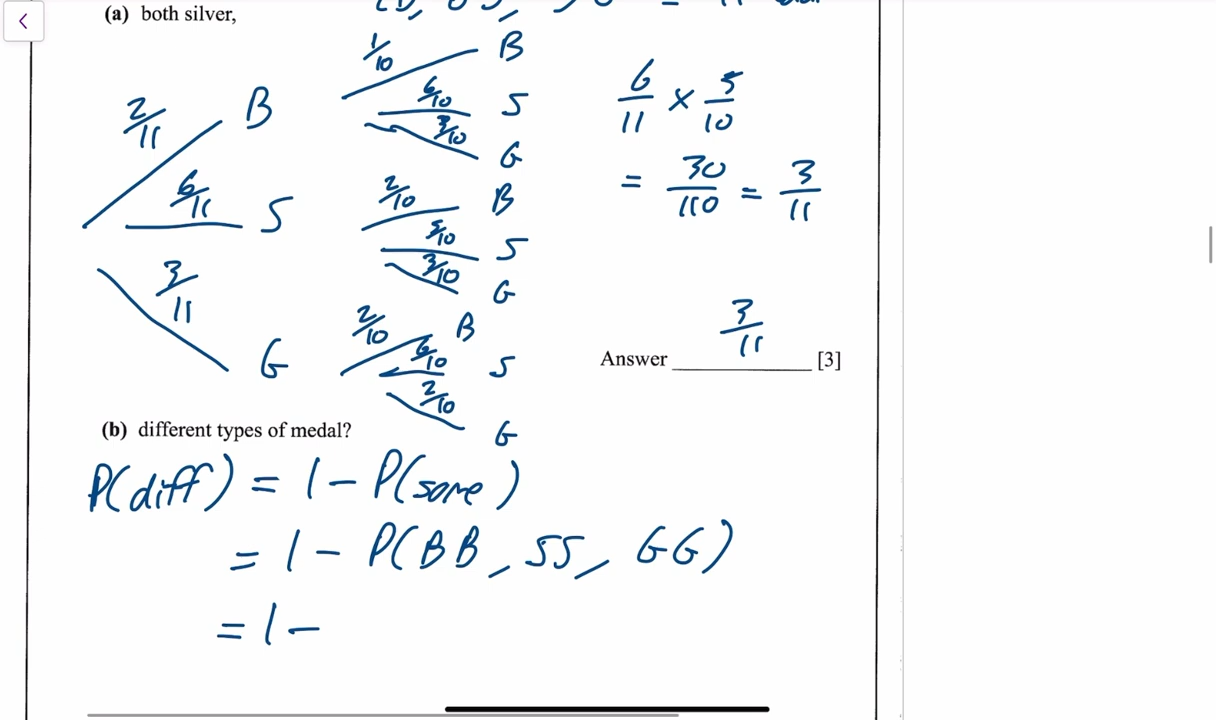 (a) both silver,
1/10 B
2/11 B
6/10 S
3/10 G
6/11 S
2/10 B
5/10 S
3/10 G
3/11 G
2/10 B
6/10 S
2/10 G
6/11 × 5/10
= 30/110 = 3/11
3/11
Answer ____________ [3]
(b) different types of medal?
P(diff) = 1 - P(same)
= 1 - P(BB, SS, GG)
= 1 -